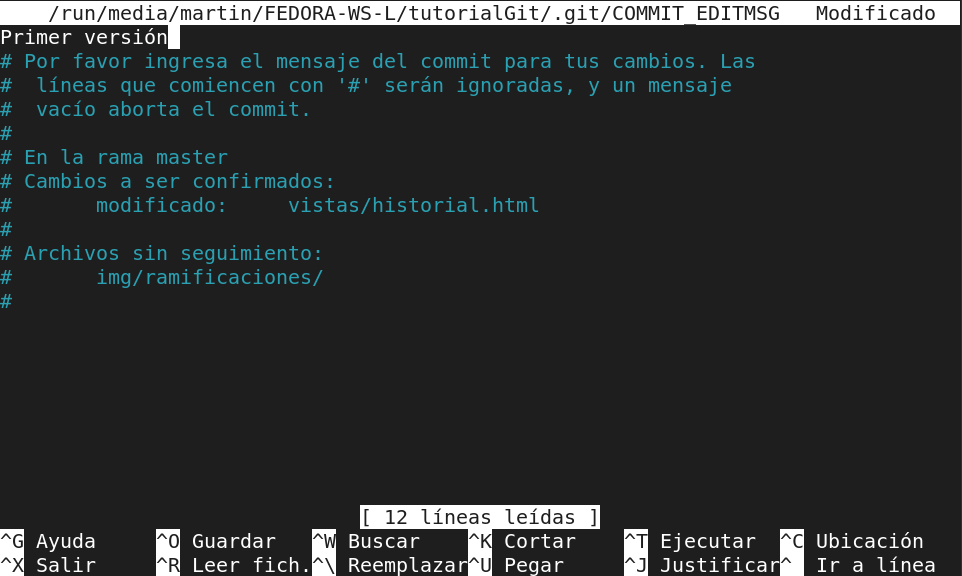 /run/media/martin/FEDORA-WS-L/tutorialGit/.git/COMMIT_EDITMSG   Modificado
Primer versión
# Por favor ingresa el mensaje del commit para tus cambios. Las
#  líneas que comiencen con '#' serán ignoradas, y un mensaje
#  vacío aborta el commit.
#
# En la rama master
# Cambios a ser confirmados:
#       modificado:     vistas/historial.html
#
# Archivos sin seguimiento:
#       img/ramificaciones/
#
[ 12 líneas leídas ]
^G Ayuda     ^O Guardar   ^W Buscar    ^K Cortar    ^T Ejecutar  ^C Ubicación
^X Salir     ^R Leer fich.^\ Reemplazar^U Pegar     ^J Justificar^  Ir a línea